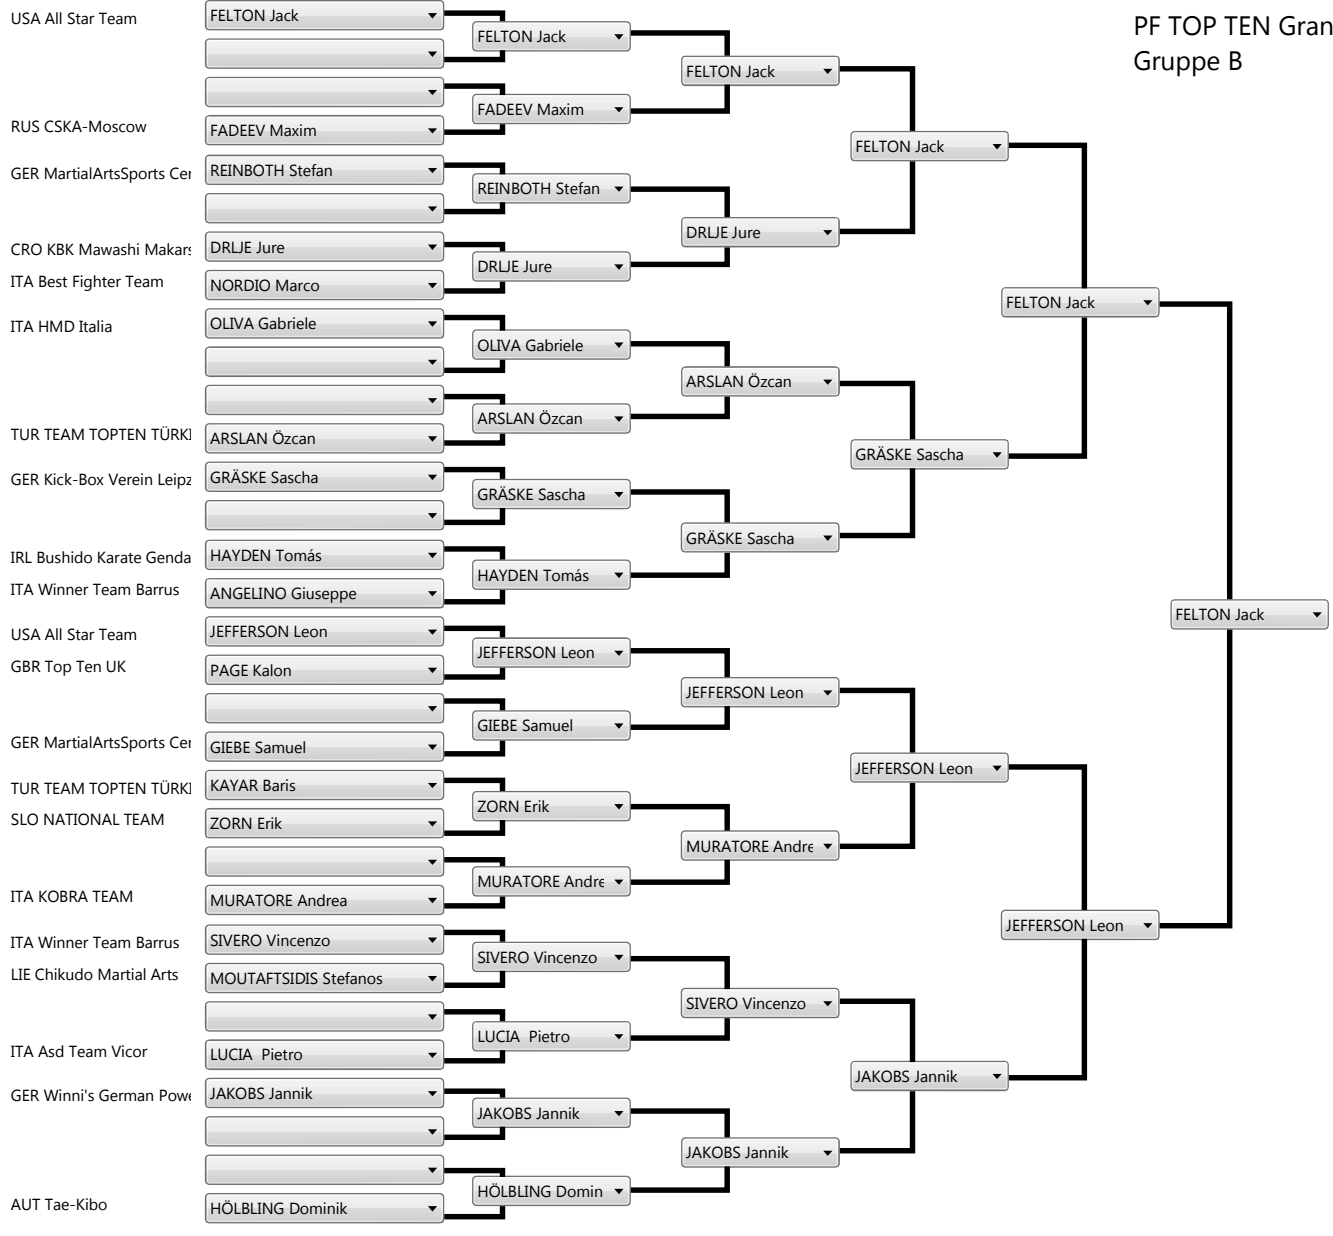 PF TOP TEN Gran
Gruppe B
USA All Star Team
FELTON Jack
RUS CSKA-Moscow
FADEEV Maxim
GER MartialArtsSports Cer
REINBOTH Stefan
CRO KBK Mawashi Makars
DRLJE Jure
ITA Best Fighter Team
NORDIO Marco
ITA HMD Italia
OLIVA Gabriele
TUR TEAM TOPTEN TÜRKI
ARSLAN Özcan
GER Kick-Box Verein Leipz
GRÄSKE Sascha
IRL Bushido Karate Genda
HAYDEN Tomás
ITA Winner Team Barrus
ANGELINO Giuseppe
USA All Star Team
JEFFERSON Leon
GBR Top Ten UK
PAGE Kalon
GER MartialArtsSports Cer
GIEBE Samuel
TUR TEAM TOPTEN TÜRKI
KAYAR Baris
SLO NATIONAL TEAM
ZORN Erik
ITA KOBRA TEAM
MURATORE Andrea
ITA Winner Team Barrus
SIVERO Vincenzo
LIE Chikudo Martial Arts
MOUTAFTSIDIS Stefanos
ITA Asd Team Vicor
LUCIA  Pietro
GER Winni's German Powe
JAKOBS Jannik
AUT Tae-Kibo
HÖLBLING Dominik
FELTON Jack
FADEEV Maxim
REINBOTH Stefan
DRLJE Jure
OLIVA Gabriele
ARSLAN Özcan
GRÄSKE Sascha
HAYDEN Tomás
JEFFERSON Leon
GIEBE Samuel
ZORN Erik
MURATORE Andre
SIVERO Vincenzo
LUCIA  Pietro
JAKOBS Jannik
HÖLBLING Domin
FELTON Jack
DRLJE Jure
ARSLAN Özcan
GRÄSKE Sascha
JEFFERSON Leon
MURATORE Andre
SIVERO Vincenzo
JAKOBS Jannik
FELTON Jack
GRÄSKE Sascha
JEFFERSON Leon
JAKOBS Jannik
FELTON Jack
JEFFERSON Leon
FELTON Jack